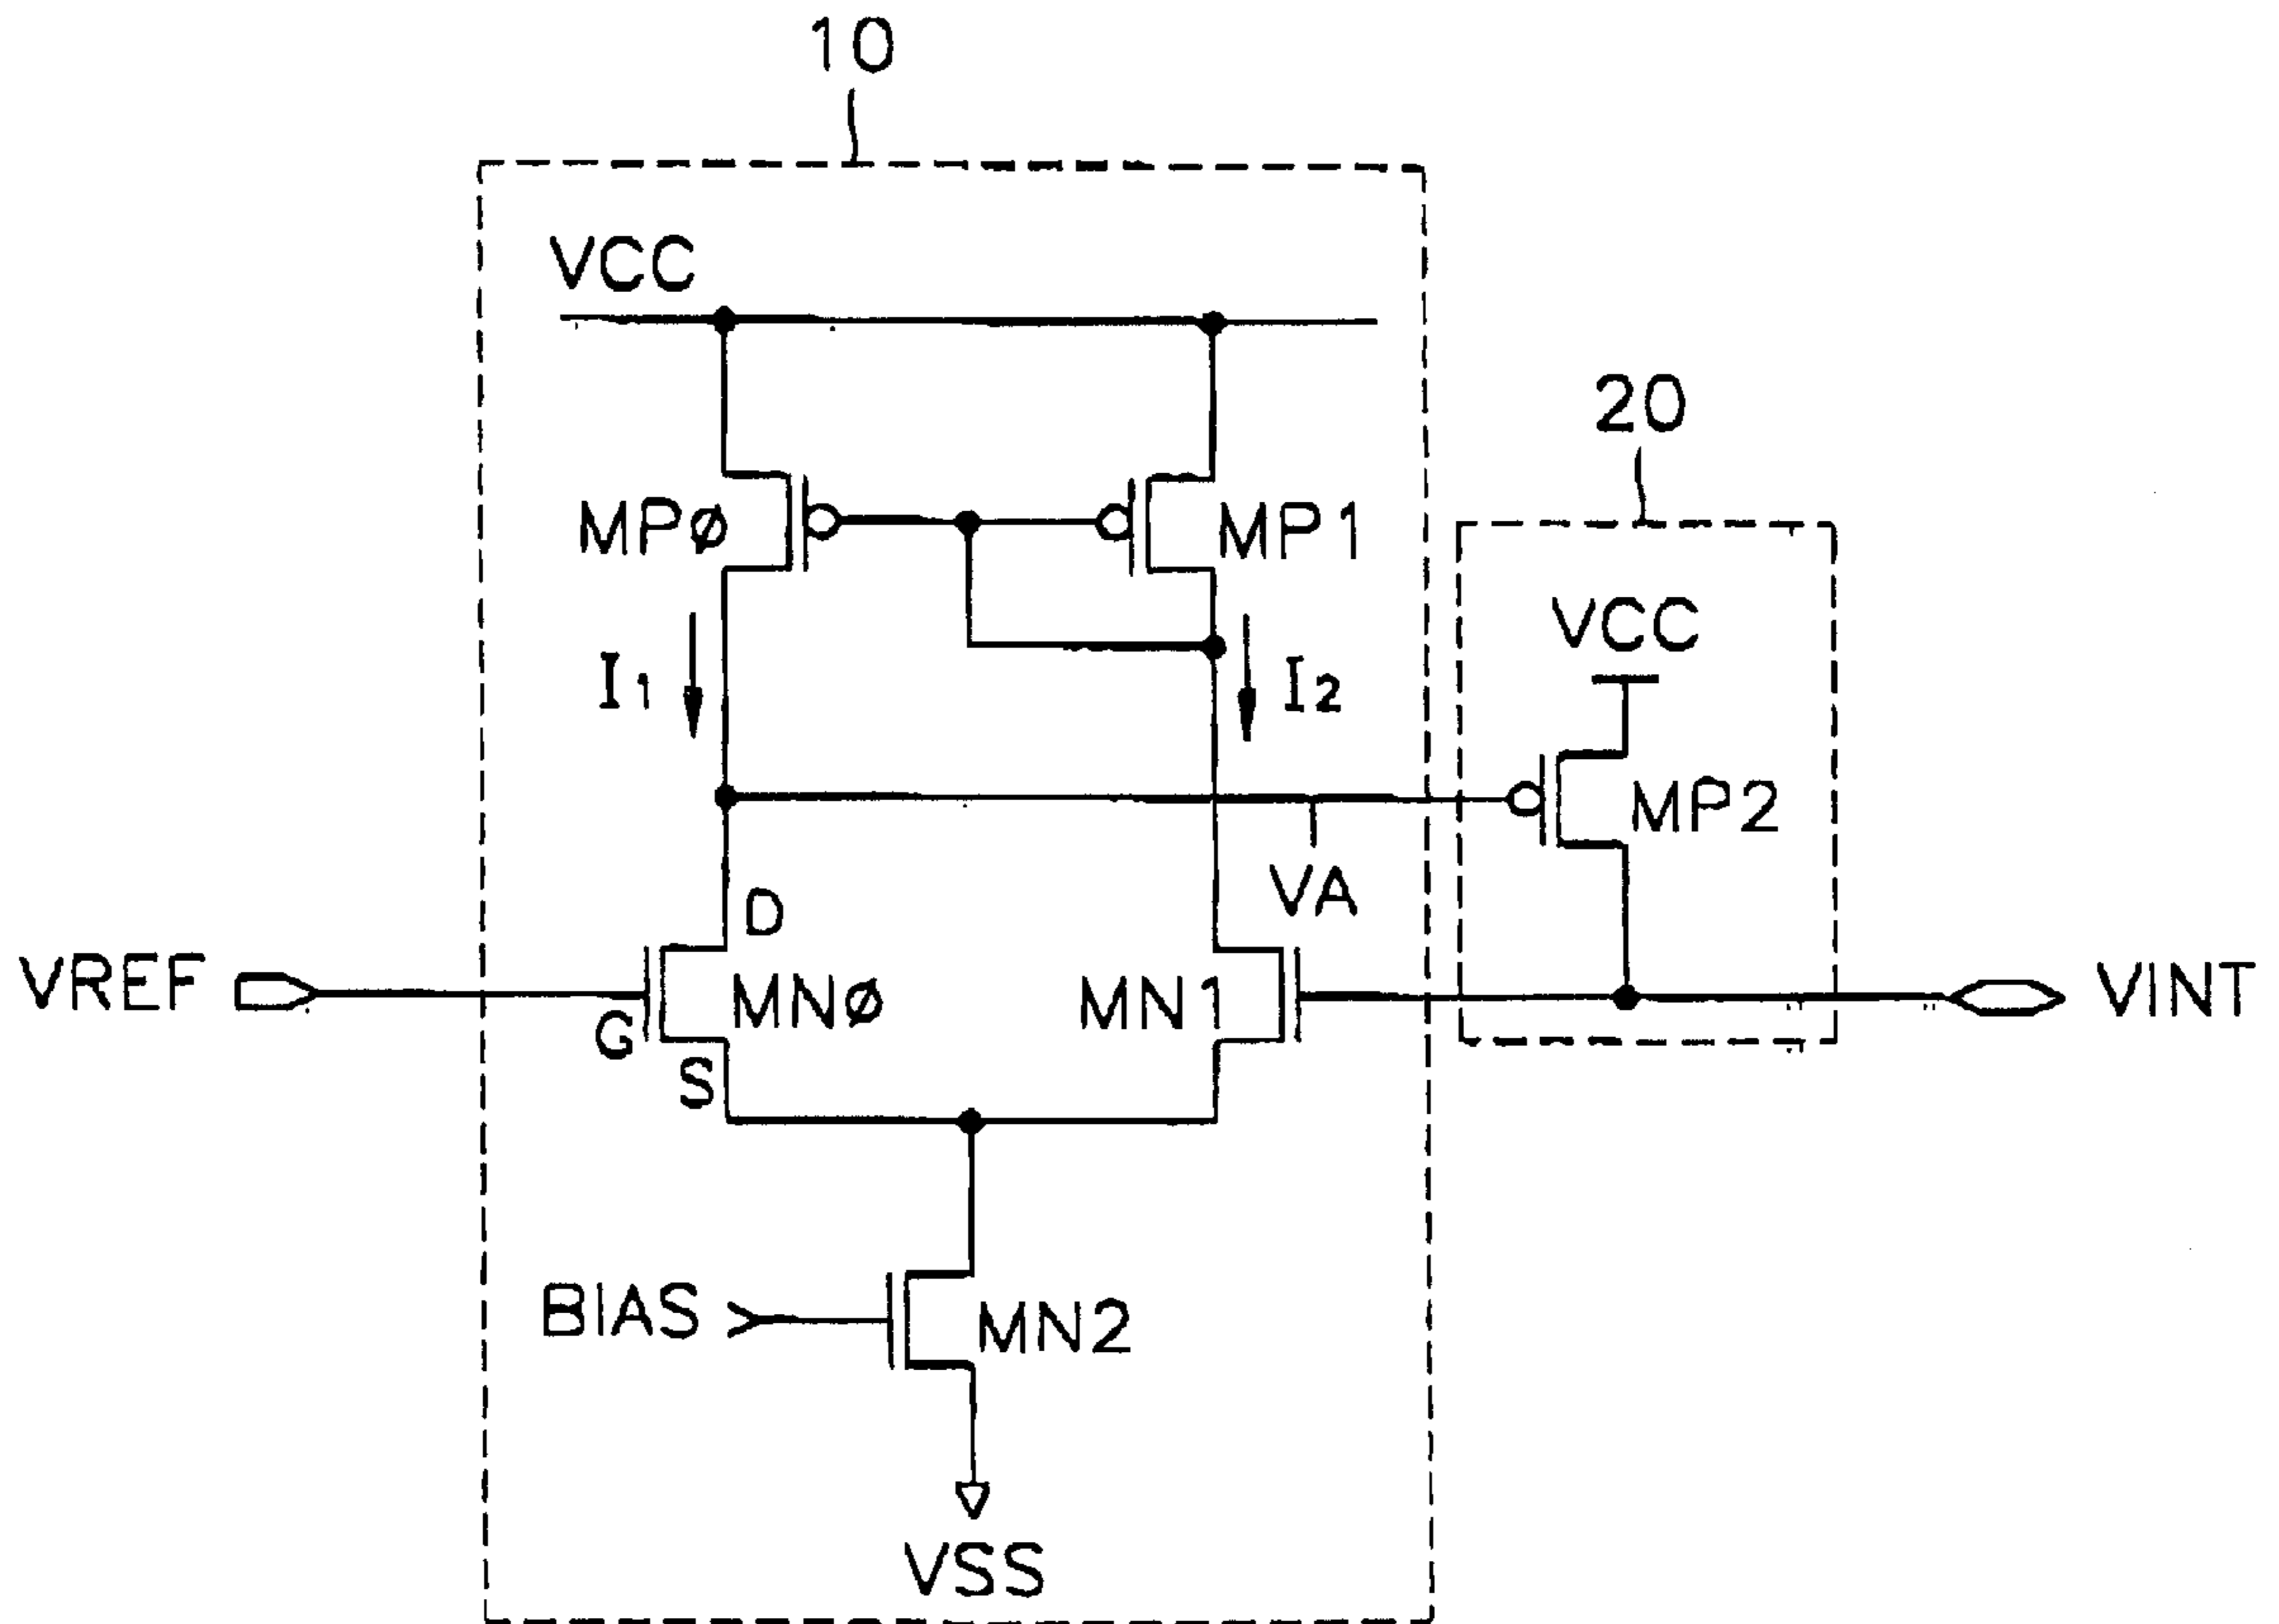 10
VCC
20
MPø
MP1
VCC
I1
I2
MP2
VA
D
VREF
MNø
MN1
VINT
G
S
BIAS
MN2
VSS